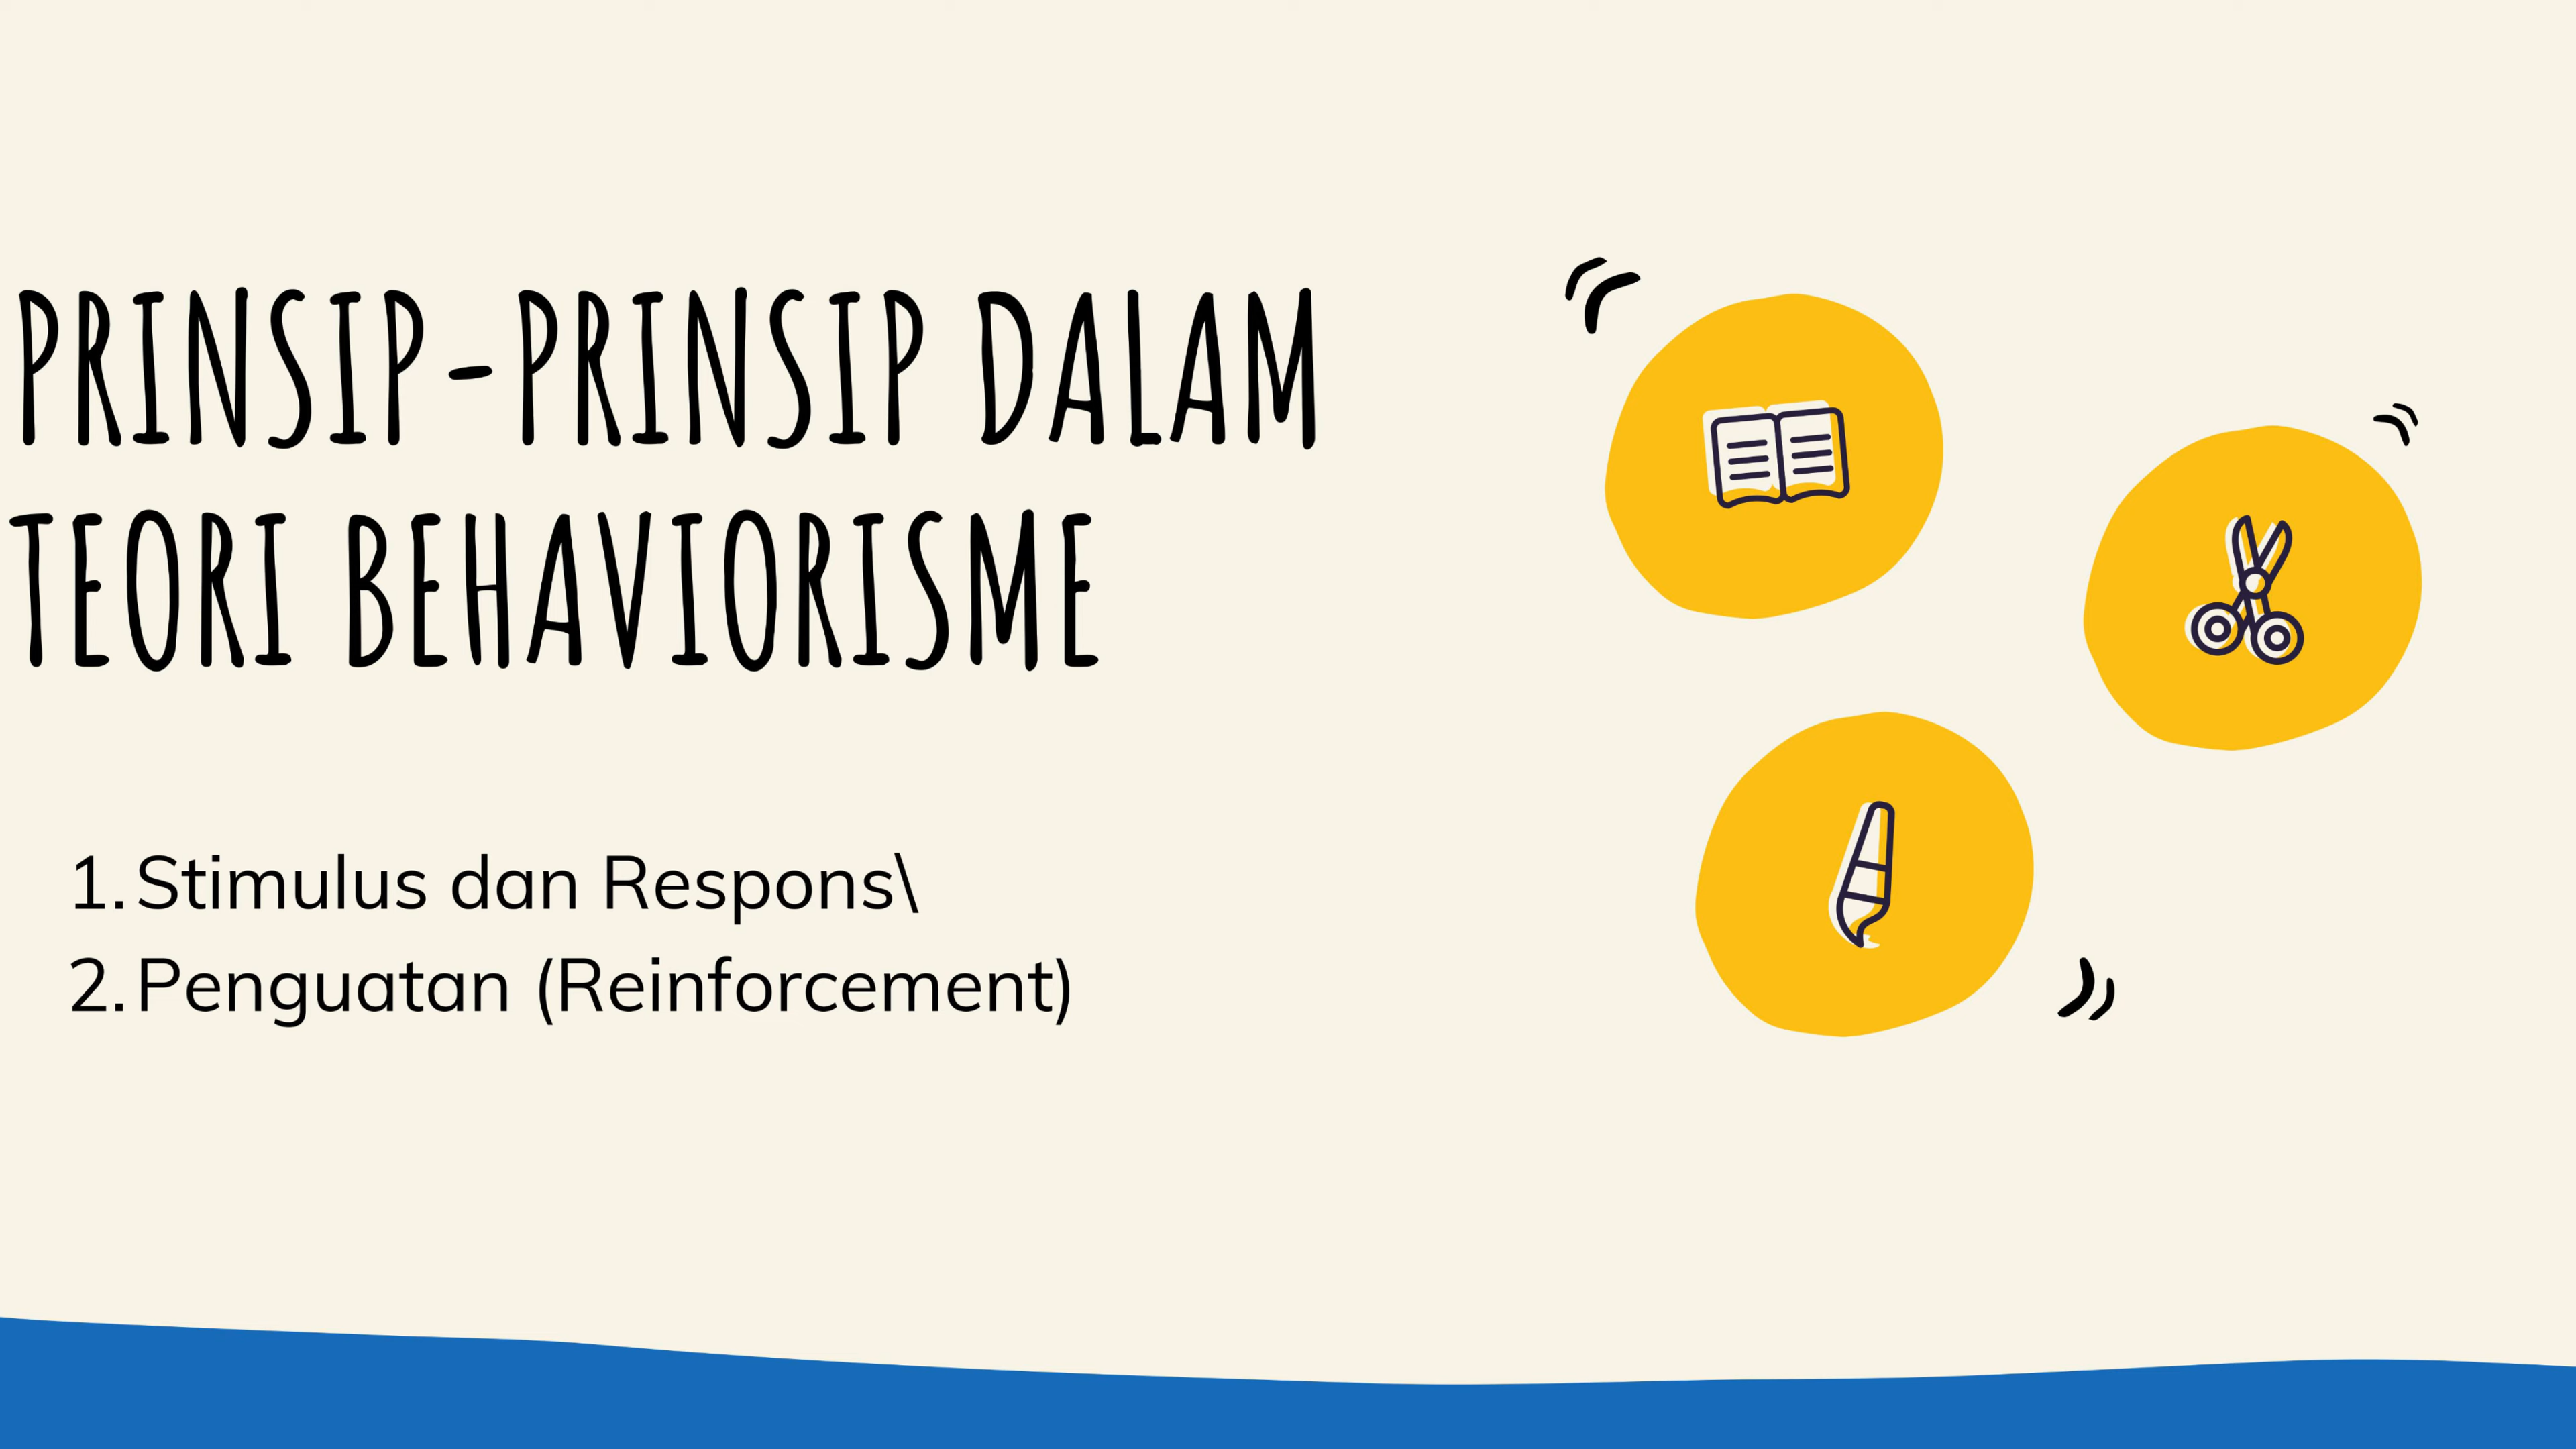 PRINSIP-PRINSIP DALAM
TEORI BEHAVIORISME
1. Stimulus dan Respons\
2. Penguatan (Reinforcement)